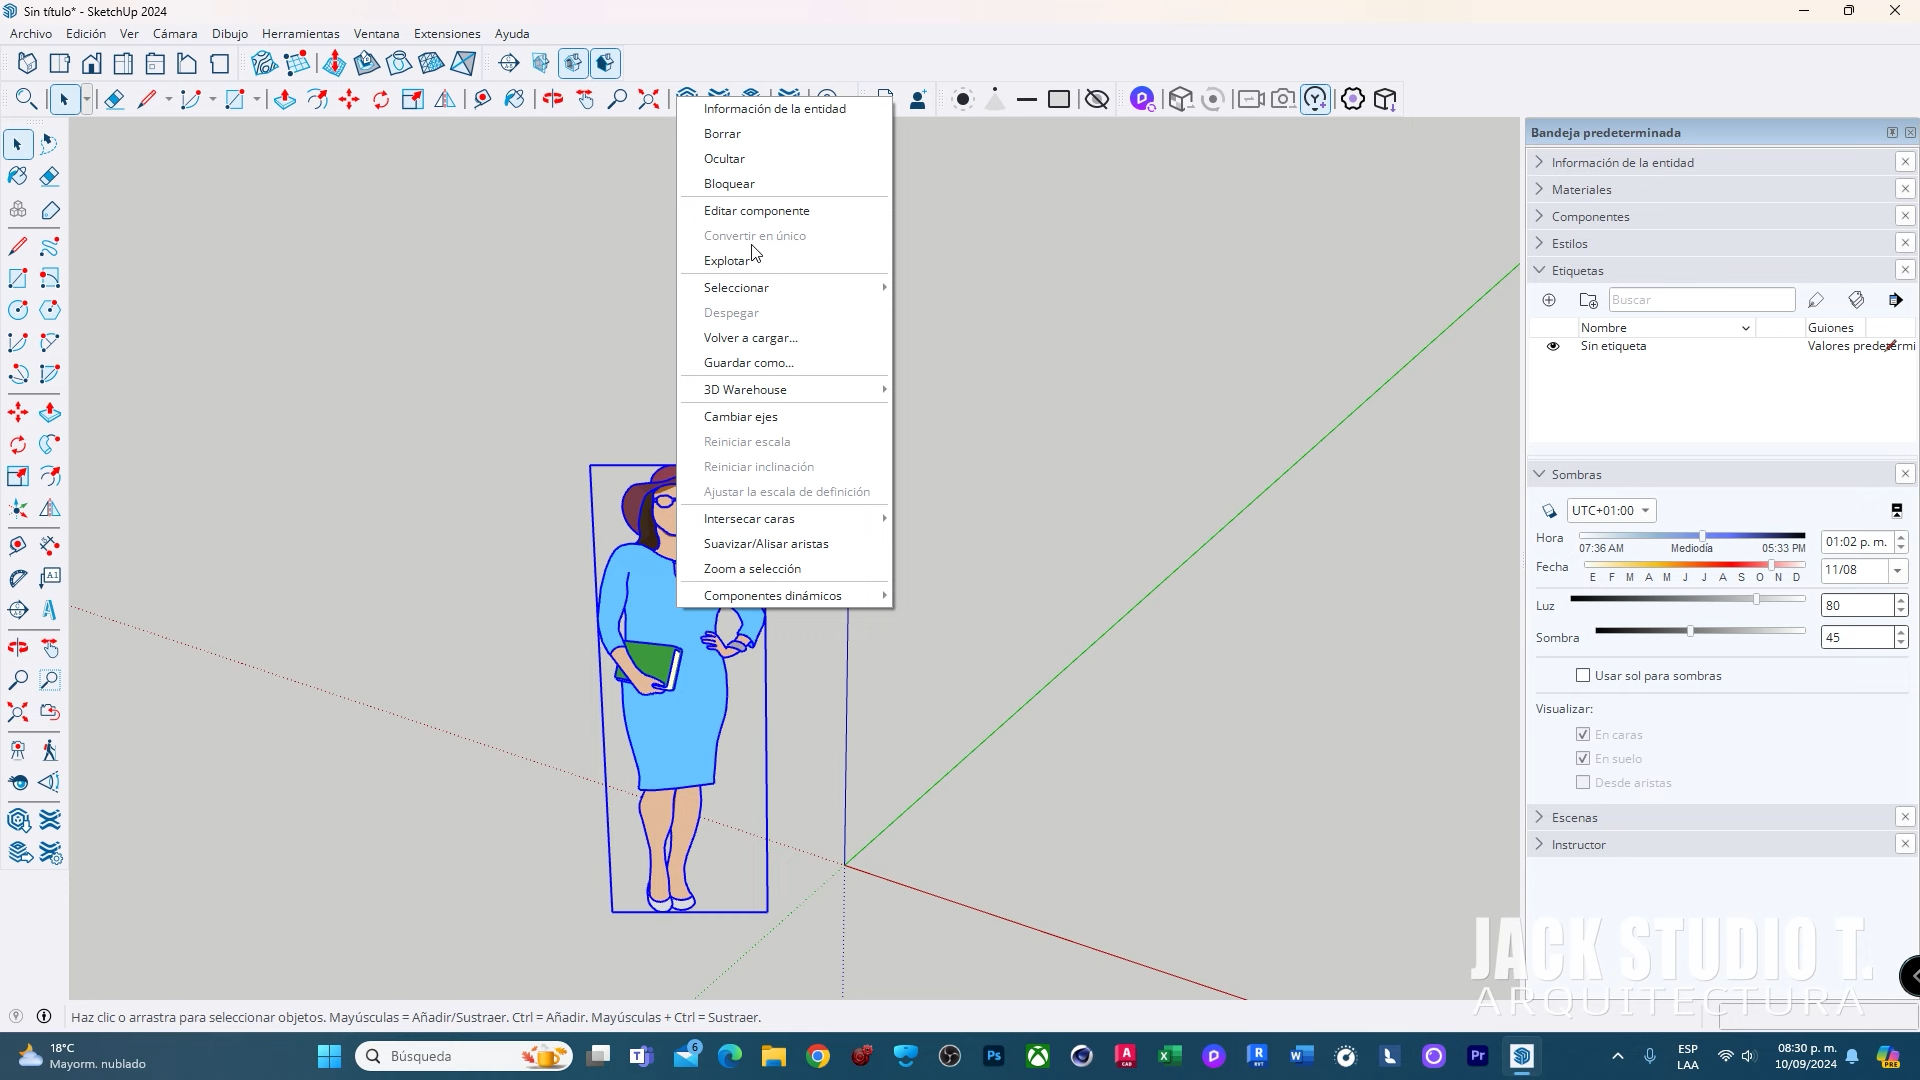 Sin título* - SketchUp 2024
Archivo Edición Ver Cámara Dibujo Herramientas Ventana Extensiones Ayuda
Información de la entidad
Borrar
Ocultar
Bloquear
Editar componente
Convertir en único
Explotar
Seleccionar
Despegar
Volver a cargar...
Guardar como...
3D Warehouse
Cambiar ejes
Reiniciar escala
Reiniciar inclinación
Ajustar la escala de definición
Intersecar caras
Suavizar/Alisar aristas
Zoom a selección
Componentes dinámicos
Bandeja predeterminada
Información de la entidad
Materiales
Componentes
Estilos
Etiquetas
Buscar
Nombre Guiones
Sin etiqueta Valores predetermi
Sombras
UTC+01:00
Hora 07:36 AM Mediodía 05:33 PM 01:02 p. m.
Fecha E F M A M J J A S O N D 11/08
Luz 80
Sombra 45
Usar sol para sombras
Visualizar:
En caras
En suelo
Desde aristas
Escenas
Instructor
JACK STUDIO T.
ARQUITECTURA
Haz clic o arrastra para seleccionar objetos. Mayúsculas = Añadir/Sustraer. Ctrl = Añadir. Mayúsculas + Ctrl = Sustraer.
18°C
Mayorm. nublado
Búsqueda
6
ESP
LAA
08:30 p. m.
10/09/2024